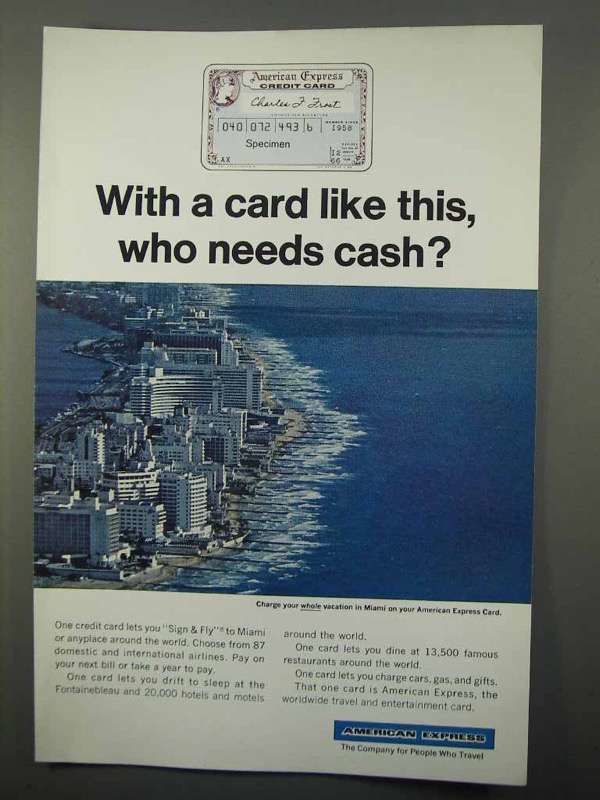 American Express
CREDIT CARD
Charles F Frost
040 072 493 6
MEMBER SINCE
1958
Specimen
12
66
AX
With a card like this,
who needs cash?
Charge your whole vacation in Miami on your American Express Card.
One credit card lets you "Sign & Fly"® to Miami
or anyplace around the world. Choose from 87
domestic and international airlines. Pay on
your next bill or take a year to pay.
One card lets you drift to sleep at the
Fontainebleau and 20,000 hotels and motels
around the world.
One card lets you dine at 13,500 famous
restaurants around the world.
One card lets you charge cars, gas, and gifts.
That one card is American Express, the
worldwide travel and entertainment card.
AMERICAN EXPRESS
The Company for People Who Travel